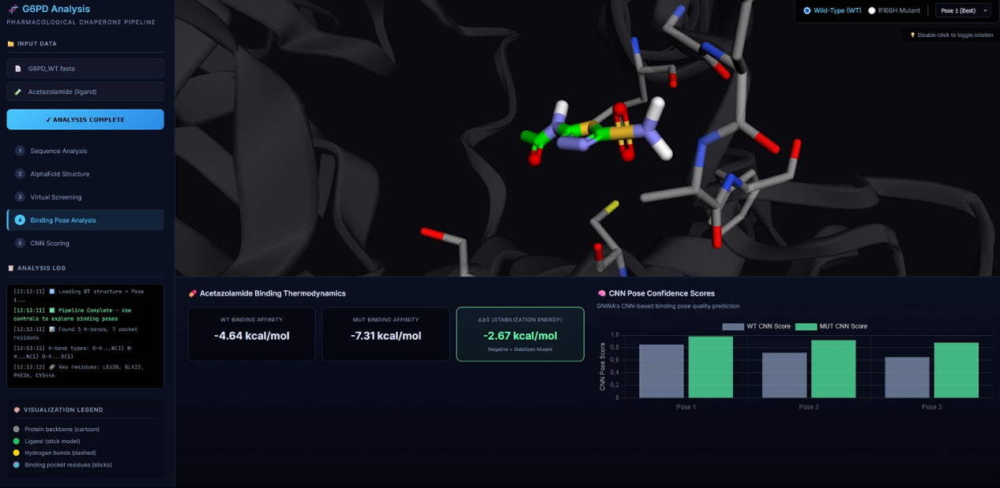 G6PD Analysis
PHARMACOLOGICAL CHAPERONE PIPELINE
INPUT DATA
G6PD_WT.fasta
Acetazolamide (ligand)
✓ ANALYSIS COMPLETE
1 Sequence Analysis
2 AlphaFold Structure
3 Virtual Screening
4 Binding Pose Analysis
5 CNN Scoring
ANALYSIS LOG
[13:13:11] Loading WT structure + Pose
1...
[13:13:11] Pipeline Complete - Use
controls to explore binding poses
[13:13:11] Found 5 H-bonds, 7 pocket
residues
[13:13:12] H-bond types: O-H...N(3) N-
H...N(1) O-H...O(1)
[13:13:12] Key residues: LEU20, GLY23,
PHE26, CYS446
VISUALIZATION LEGEND
Protein backbone (cartoon)
Ligand (stick model)
Hydrogen bonds (dashed)
Binding pocket residues (sticks)
Wild-Type (WT) R166H Mutant Pose 1 (Best)
Double-click to toggle rotation
Acetazolamide Binding Thermodynamics
WT BINDING AFFINITY
-4.64 kcal/mol
MUT BINDING AFFINITY
-7.31 kcal/mol
ΔΔG (STABILIZATION ENERGY)
-2.67 kcal/mol
Negative = Stabilizes Mutant
CNN Pose Confidence Scores
GNINA's CNN-based binding pose quality prediction
WT CNN Score MUT CNN Score
CNN Pose Score
1,0
0,8
0,6
0,4
0,2
0
Pose 1 Pose 2 Pose 3